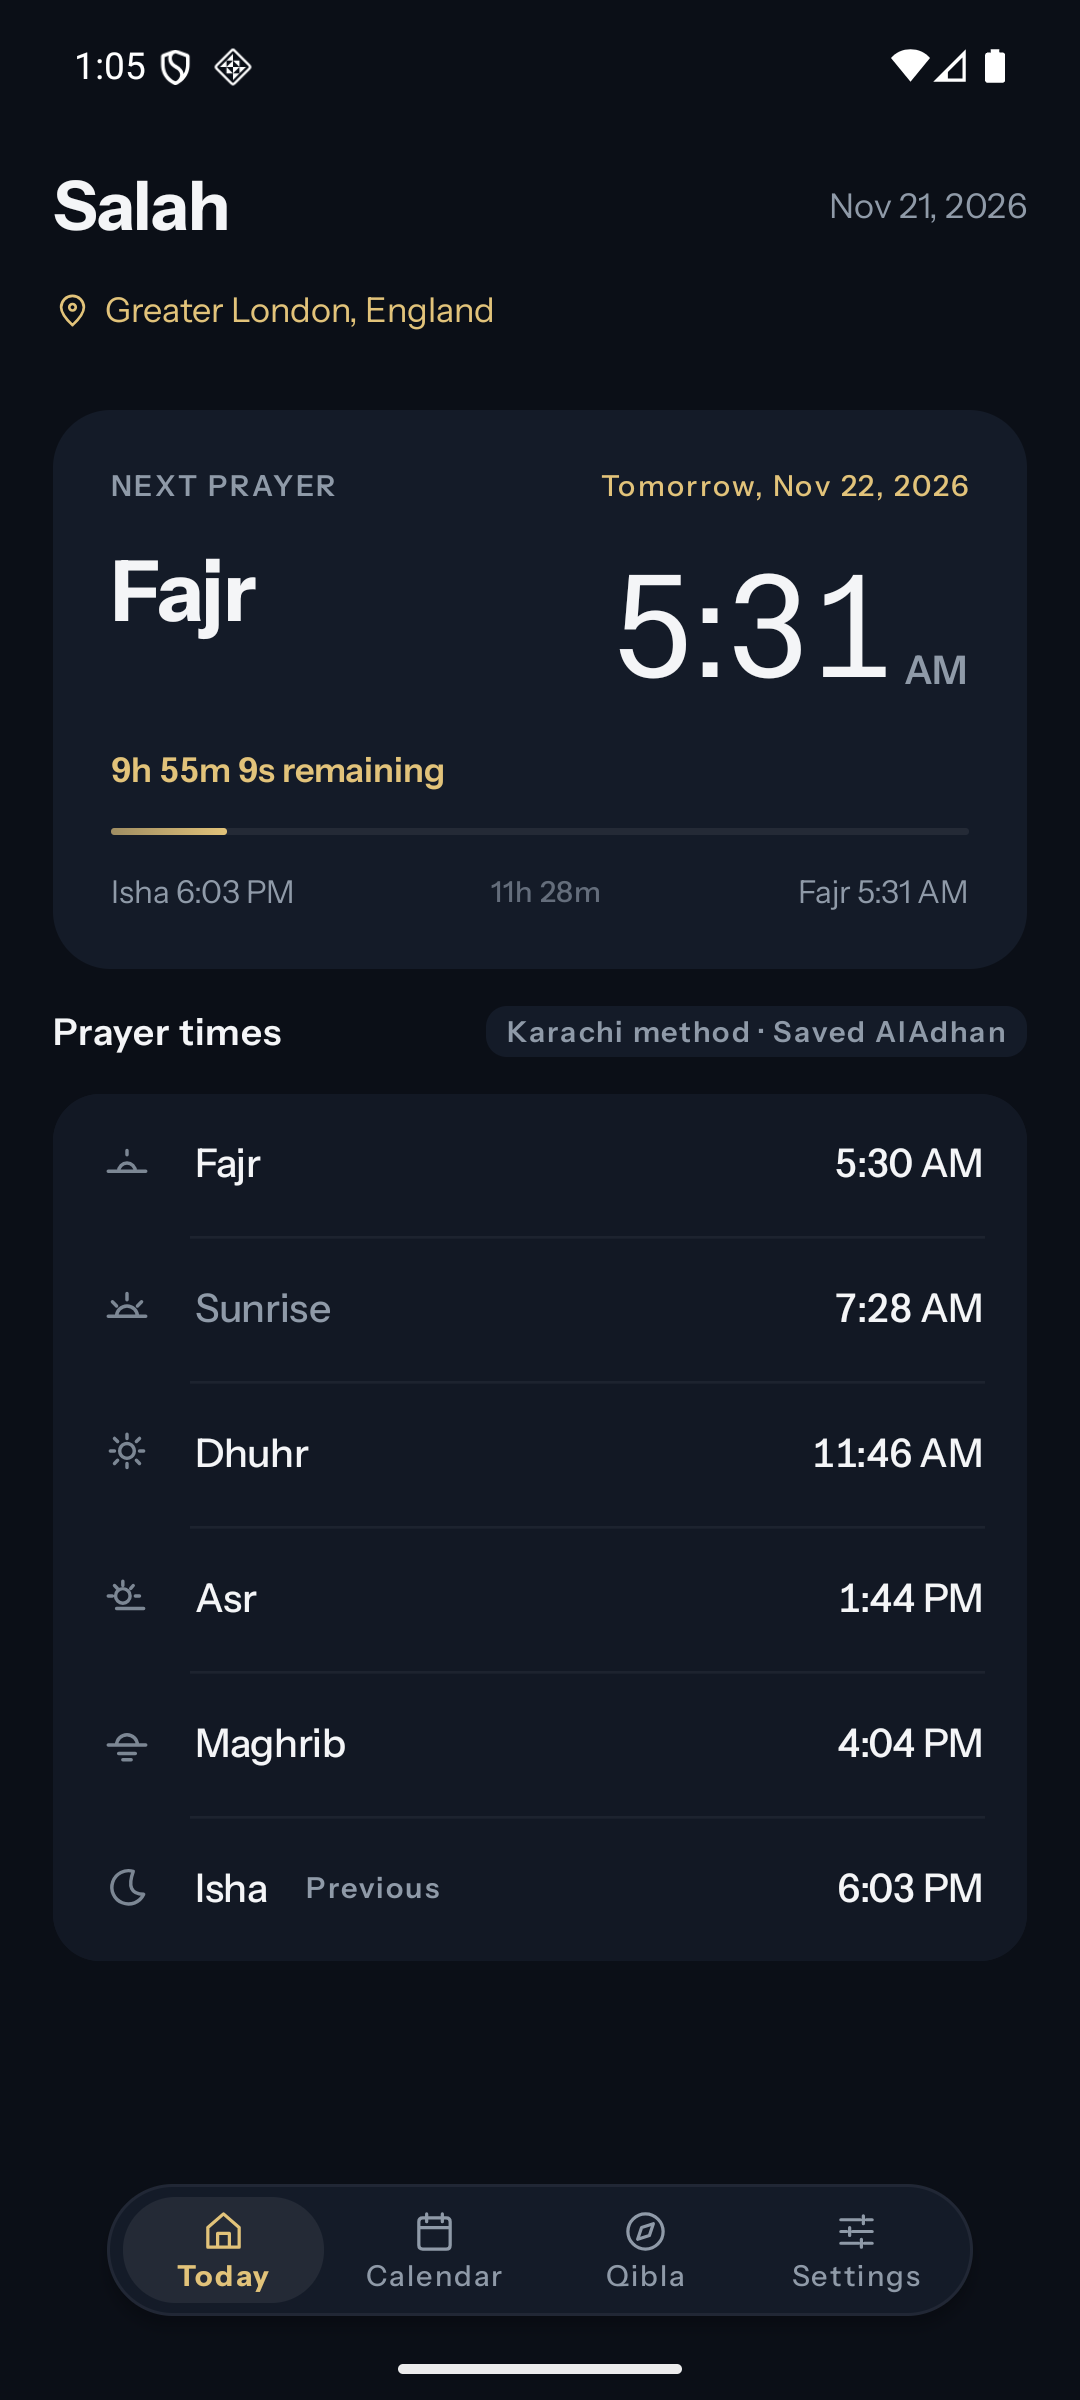 1:05
Salah
Nov 21, 2026
Greater London, England
NEXT PRAYER
Tomorrow, Nov 22, 2026
Fajr
5:31 AM
9h 55m 9s remaining
Isha 6:03 PM
11h 28m
Fajr 5:31 AM
Prayer times
Karachi method · Saved AlAdhan
Fajr
5:30 AM
Sunrise
7:28 AM
Dhuhr
11:46 AM
Asr
1:44 PM
Maghrib
4:04 PM
Isha
Previous
6:03 PM
Today
Calendar
Qibla
Settings